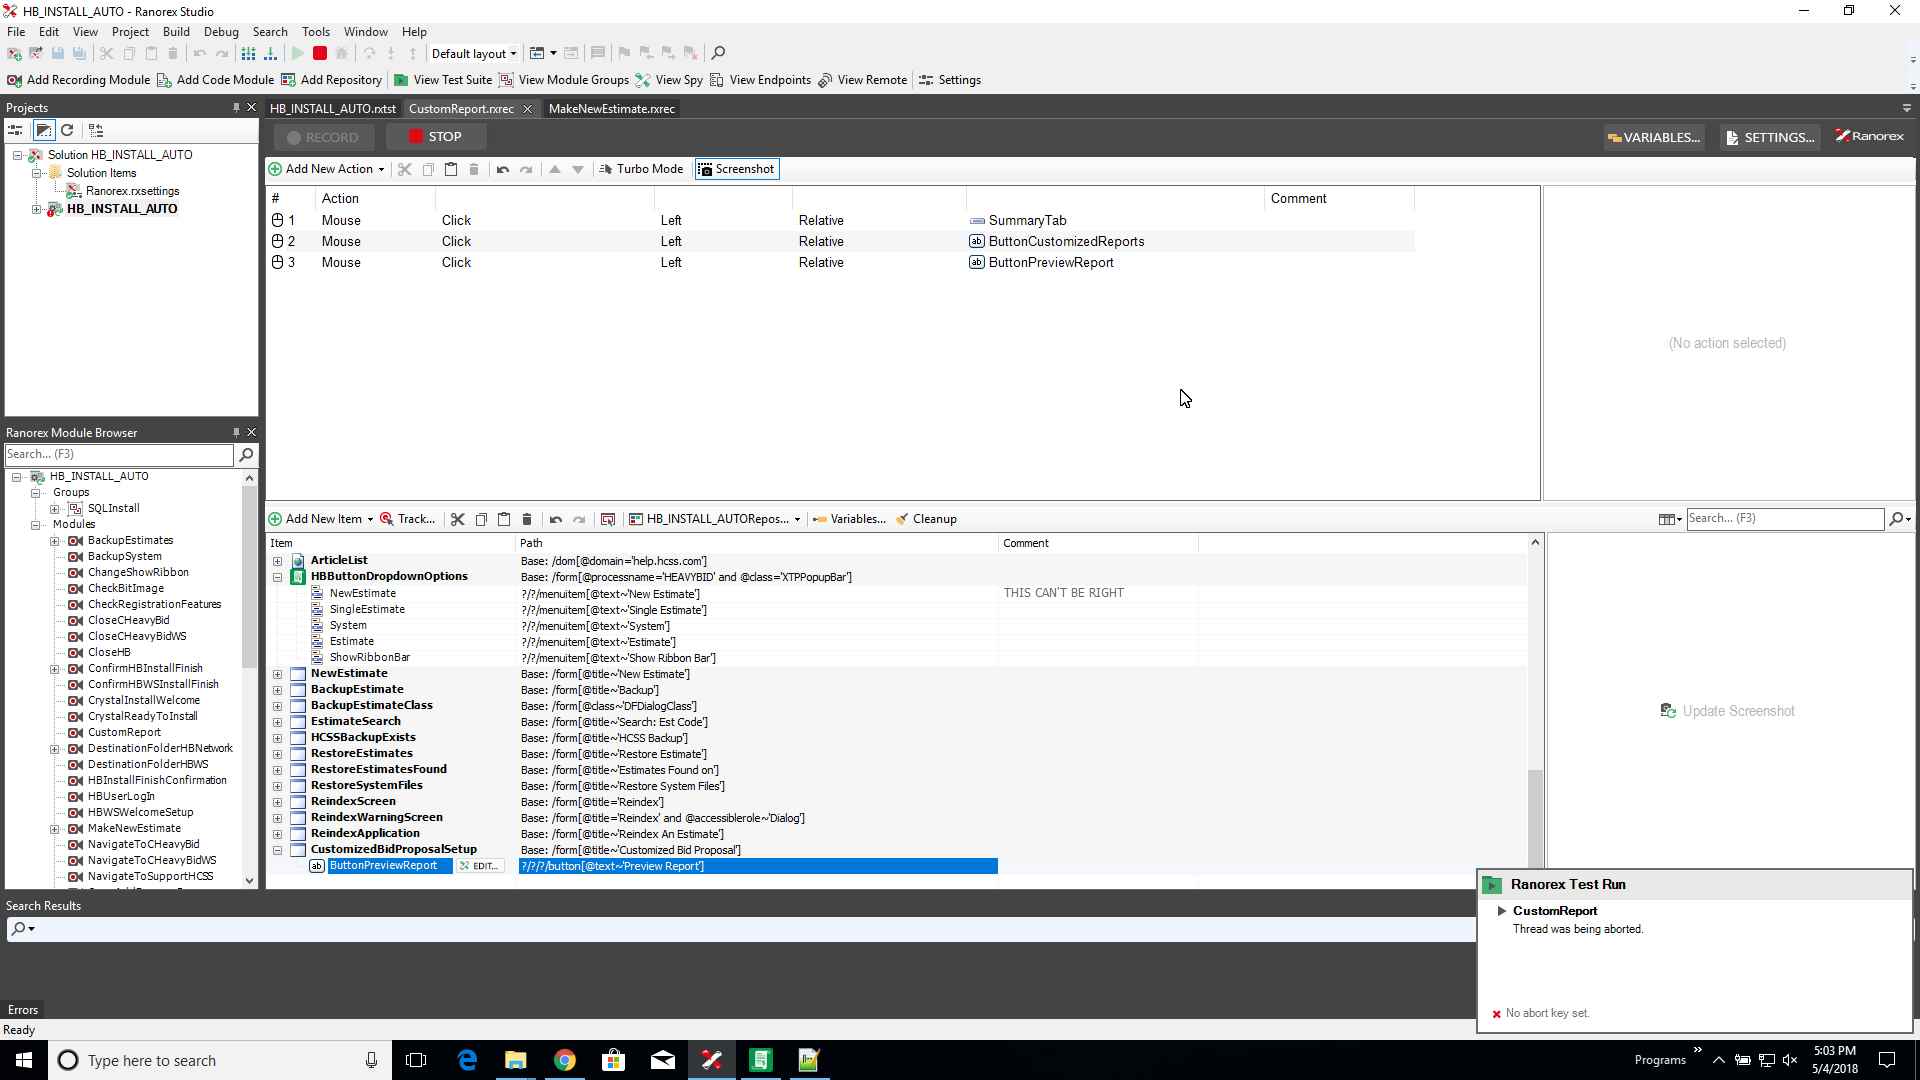 HB_INSTALL_AUTO - Ranorex Studio
File Edit View Project Build Debug Search Tools Window Help
Default layout
Add Recording Module Add Code Module Add Repository View Test Suite View Module Groups View Spy View Endpoints View Remote Settings
Projects
HB_INSTALL_AUTO.rxtst CustomReport.rxrec MakeNewEstimate.rxrec
RECORD STOP VARIABLES... SETTINGS... Ranorex
Solution HB_INSTALL_AUTO
Solution Items
Ranorex.rxsettings
HB_INSTALL_AUTO
Add New Action Turbo Mode Screenshot
# Action Comment
1 Mouse Click Left Relative SummaryTab
2 Mouse Click Left Relative ab ButtonCustomizedReports
3 Mouse Click Left Relative ab ButtonPreviewReport
(No action selected)
Ranorex Module Browser
Search... (F3)
HB_INSTALL_AUTO
Groups
SQLInstall
Modules
BackupEstimates
BackupSystem
ChangeShowRibbon
CheckBitImage
CheckRegistrationFeatures
CloseCHeavyBid
CloseCHeavyBidWS
CloseHB
ConfirmHBInstallFinish
ConfirmHBWSInstallFinish
CrystalInstallWelcome
CrystalReadyToInstall
CustomReport
DestinationFolderHBNetwork
DestinationFolderHBWS
HBInstallFinishConfirmation
HBUserLogIn
HBWSWelcomeSetup
MakeNewEstimate
NavigateToCHeavyBid
NavigateToCHeavyBidWS
NavigateToSupportHCSS
Add New Item Track... HB_INSTALL_AUTORepos... Variables... Cleanup Search... (F3)
Item Path Comment
ArticleList Base: /dom[@domain='help.hcss.com']
HBButtonDropdownOptions Base: /form[@processname='HEAVYBID' and @class='XTPPopupBar']
NewEstimate ?/?/menuitem[@text~'New Estimate'] THIS CAN'T BE RIGHT
SingleEstimate ?/?/menuitem[@text~'Single Estimate']
System ?/?/menuitem[@text~'System']
Estimate ?/?/menuitem[@text~'Estimate']
ShowRibbonBar ?/?/menuitem[@text~'Show Ribbon Bar']
NewEstimate Base: /form[@title~'New Estimate']
BackupEstimate Base: /form[@title~'Backup']
BackupEstimateClass Base: /form[@class~'DFDialogClass']
EstimateSearch Base: /form[@title~'Search: Est Code']
HCSSBackupExists Base: /form[@title~'HCSS Backup']
RestoreEstimates Base: /form[@title~'Restore Estimate']
RestoreEstimatesFound Base: /form[@title~'Estimates Found on']
RestoreSystemFiles Base: /form[@title~'Restore System Files']
ReindexScreen Base: /form[@title='Reindex']
ReindexWarningScreen Base: /form[@title='Reindex' and @accessiblerole~'Dialog']
ReindexApplication Base: /form[@title~'Reindex An Estimate']
CustomizedBidProposalSetup Base: /form[@title~'Customized Bid Proposal']
ab ButtonPreviewReport EDIT... ?/?/?/button[@text~'Preview Report']
Update Screenshot
Search Results
Ranorex Test Run
CustomReport
Thread was being aborted.
No abort key set.
Errors
Ready
Type here to search
Programs
5:03 PM
5/4/2018